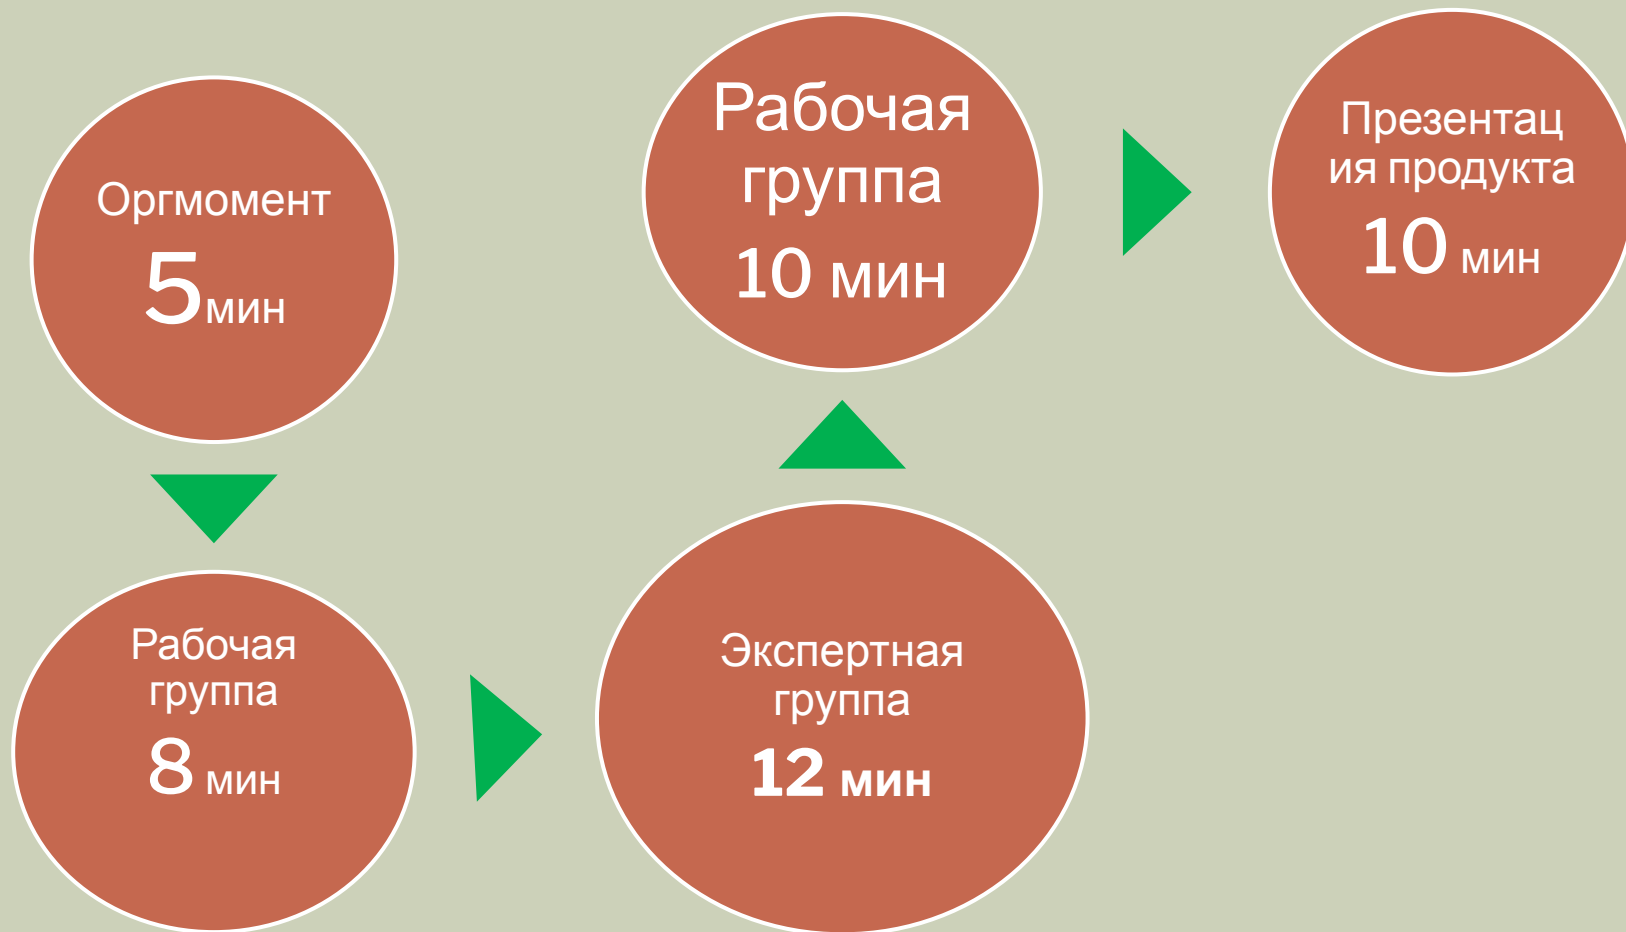 Оргмомент
5мин
Рабочая
группа
8 мин
Экспертная
группа
12 мин
Рабочая
группа
10 мин
Презентац
ия продукта
10 мин